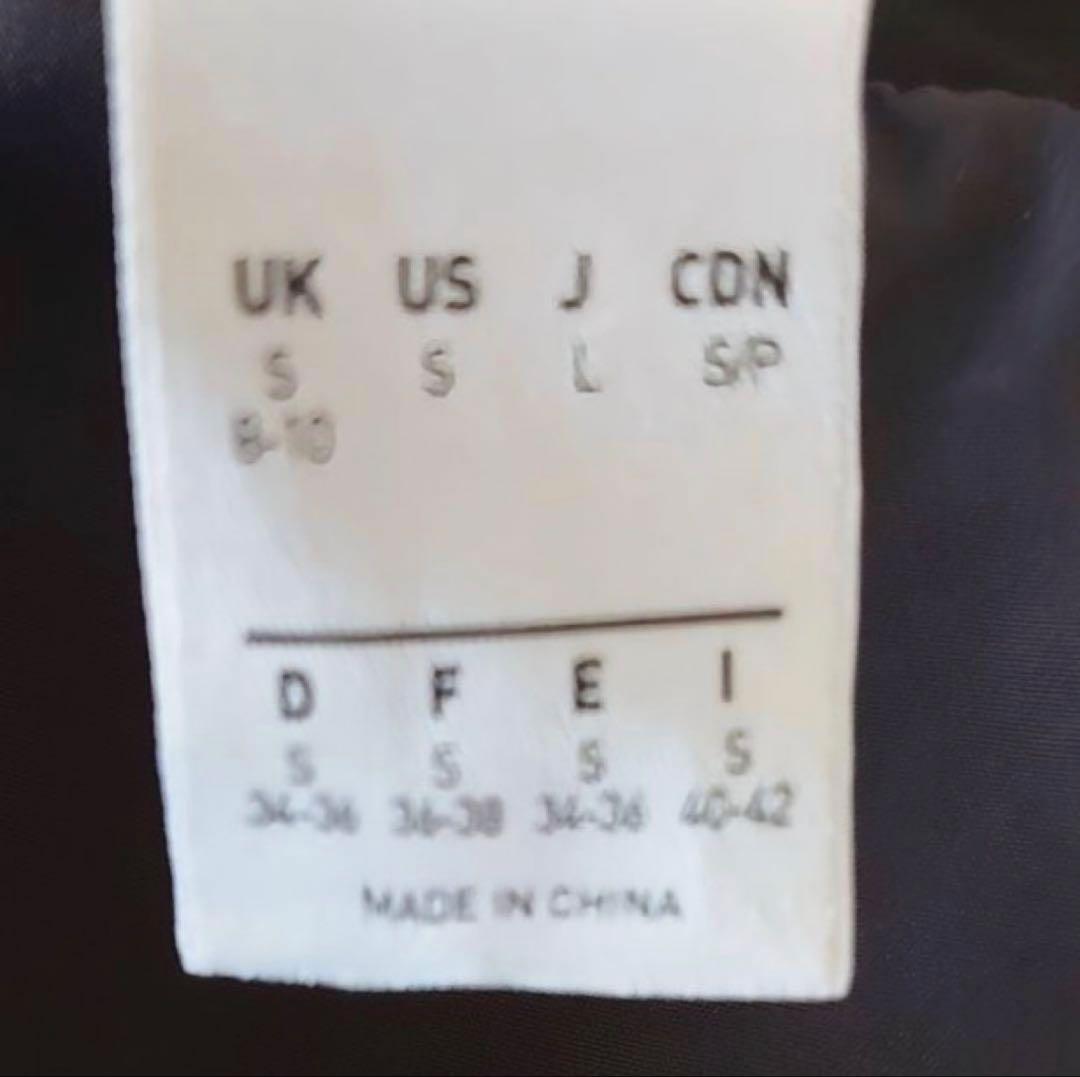 UK US J CDN
S S L S/P
8-10
D F E I
S S S S
34-36 36-38 34-36 40-42
MADE IN CHINA